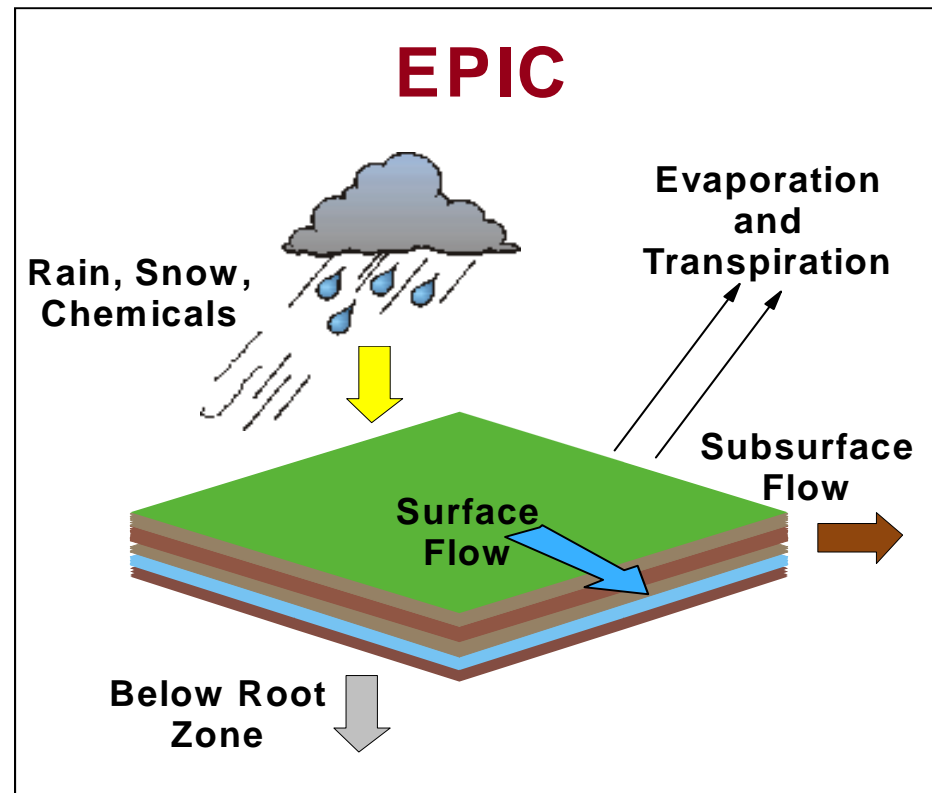 EPIC
Evaporation
and
Transpiration
Rain, Snow,
Chemicals
Subsurface
Flow
Surface
Flow
Below Root
Zone